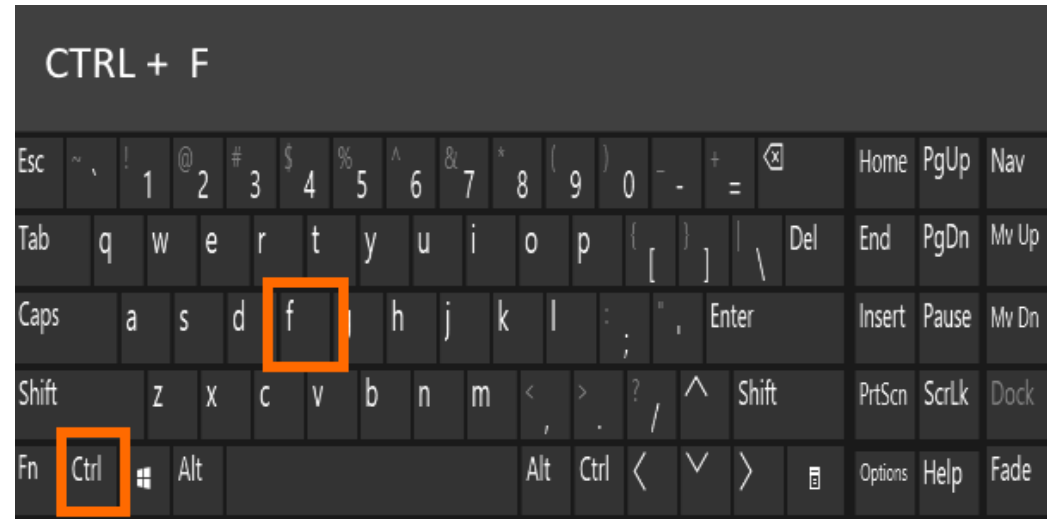 CTRL + F
Esc ~ ` ! 1 @ 2 # 3 $ 4 % 5 ^ 6 & 7 * 8 ( 9 ) 0 _ - + = Home PgUp Nav
Tab q w e r t y u i o p { [ } ] | \ Del End PgDn Mv Up
Caps a s d f h j k l : ; " ' Enter Insert Pause Mv Dn
Shift z x c v b n m < , > . ? / Shift PrtScn ScrLk Dock
Fn Ctrl Alt Alt Ctrl Options Help Fade